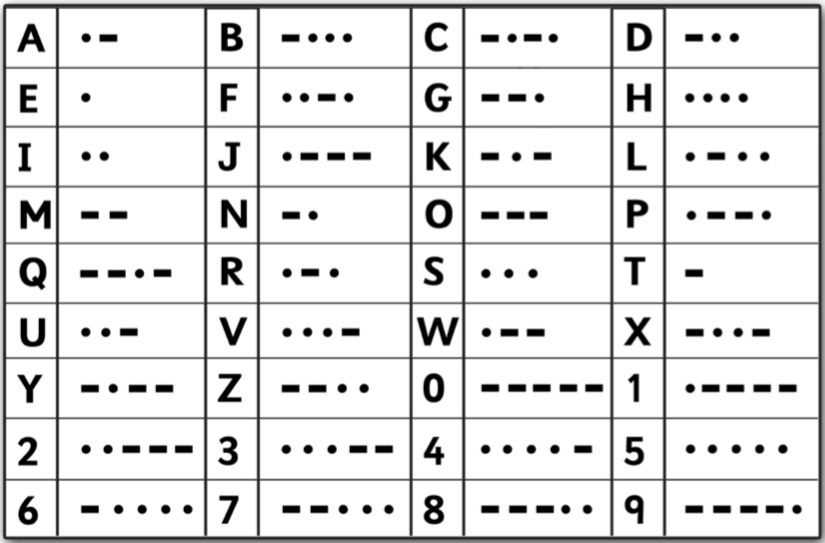 A •– B –••• C –•–• D –••
E • F ••–• G ––• H ••••
I •• J •––– K –•– L •–••
M –– N –• O ––– P •––•
Q ––•– R •–• S ••• T –
U ••– V •••– W •–– X –••–
Y –•–– Z ––•• 0 ––––– 1 •––––
2 ••––– 3 •••–– 4 ••••– 5 •••••
6 –•••• 7 ––••• 8 –––•• 9 ––––•